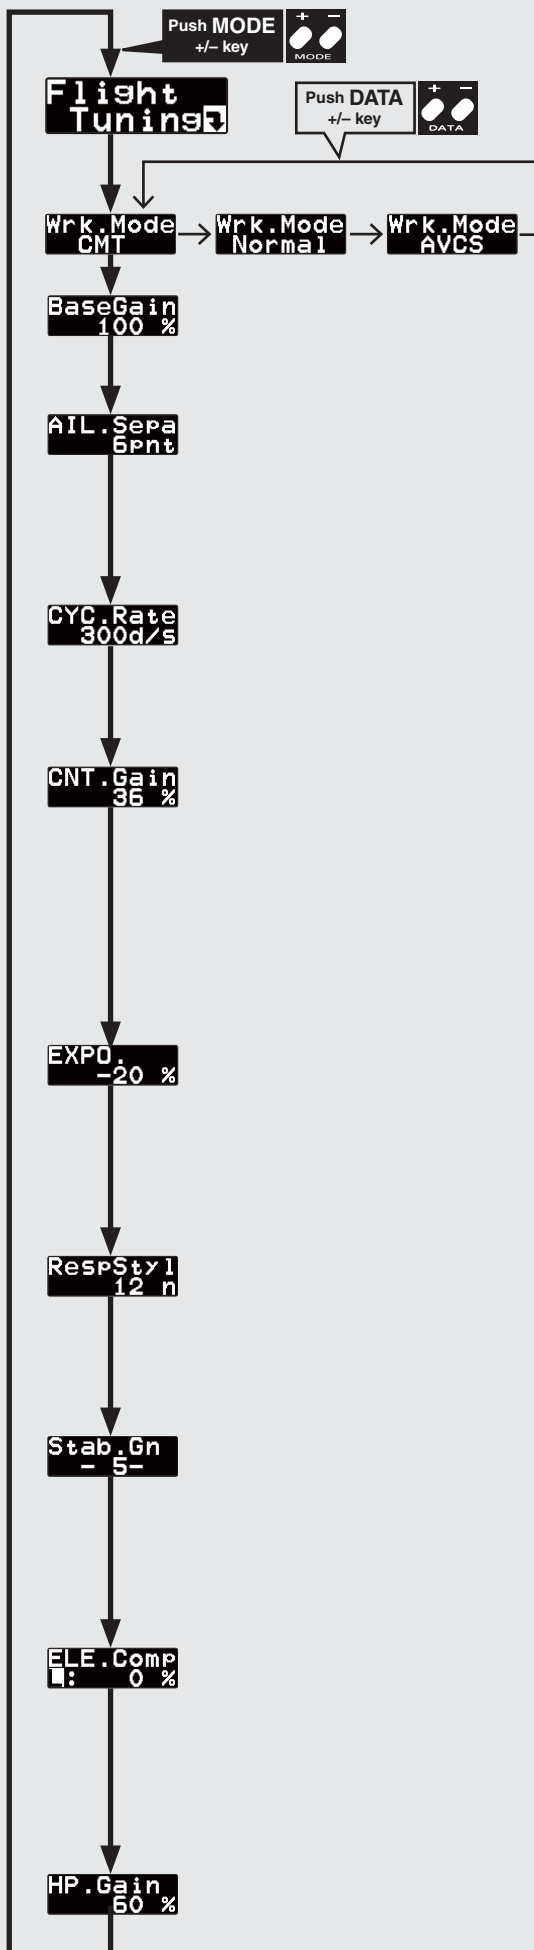 Push MODE
+/– key
+ –
MODE
Flight
Tuning
Push DATA
+/– key
+ –
DATA
Wrk.Mode
CMT
Wrk.Mode
Normal
Wrk.Mode
AVCS
BaseGain
100 %
AIL.Sepa
6pnt
CYC.Rate
300d/s
CNT.Gain
36 %
EXPO.
-20 %
RespStyl
12 n
Stab.Gn
- 5-
ELE.Comp
: 0 %
HP.Gain
60 %